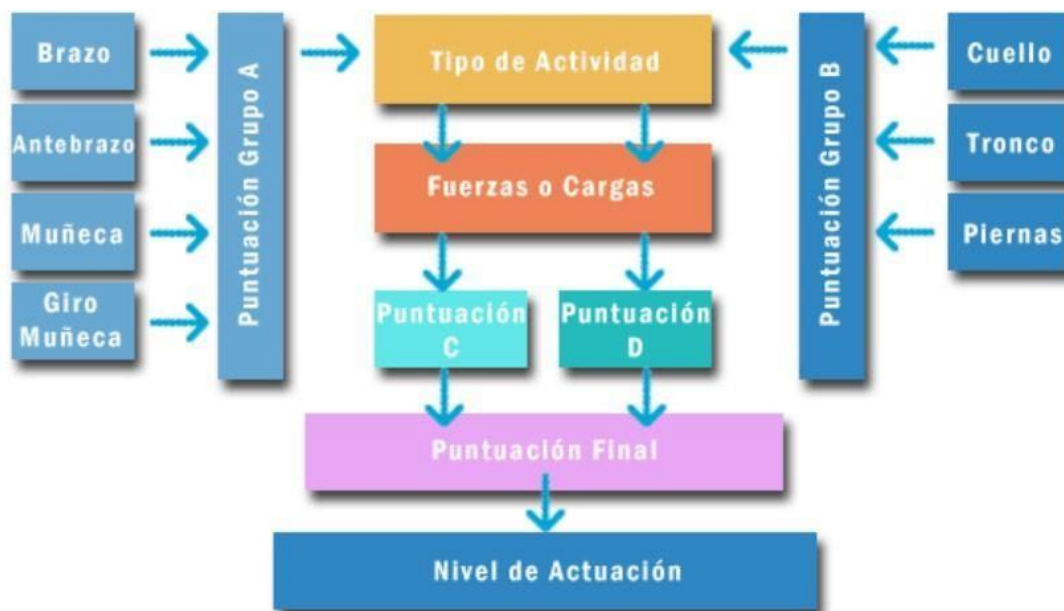 Brazo
Antebrazo
Muñeca
Giro
Muñeca
Puntuación Grupo A
Tipo de Actividad
Fuerzas o Cargas
Puntuación
C
Puntuación
D
Puntuación Final
Nivel de Actuación
Puntuación Grupo B
Cuello
Tronco
Piernas